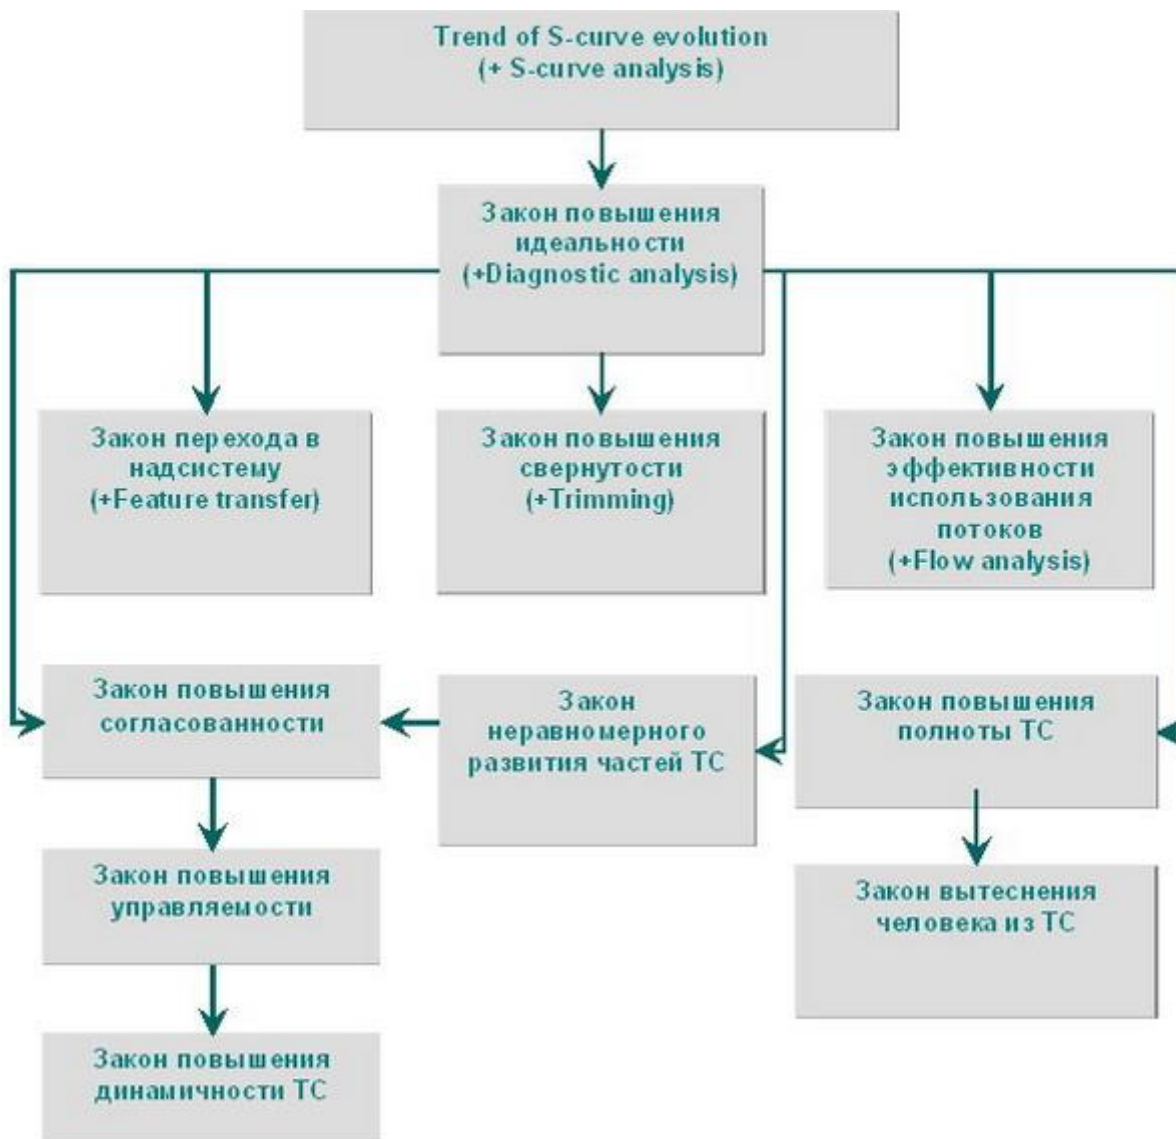 Trend of S-curve evolution
(+ S-curve analysis)
Закон повышения
идеальности
(+Diagnostic analysis)
Закон перехода в
надсистему
(+Feature transfer)
Закон повышения
свернутости
(+Trimming)
Закон повышения
эффективности
использования
потоков
(+Flow analysis)
Закон повышения
согласованности
Закон
неравномерного
развития частей ТС
Закон повышения
полноты ТС
Закон повышения
управляемости
Закон вытеснения
человека из ТС
Закон повышения
динамичности ТС